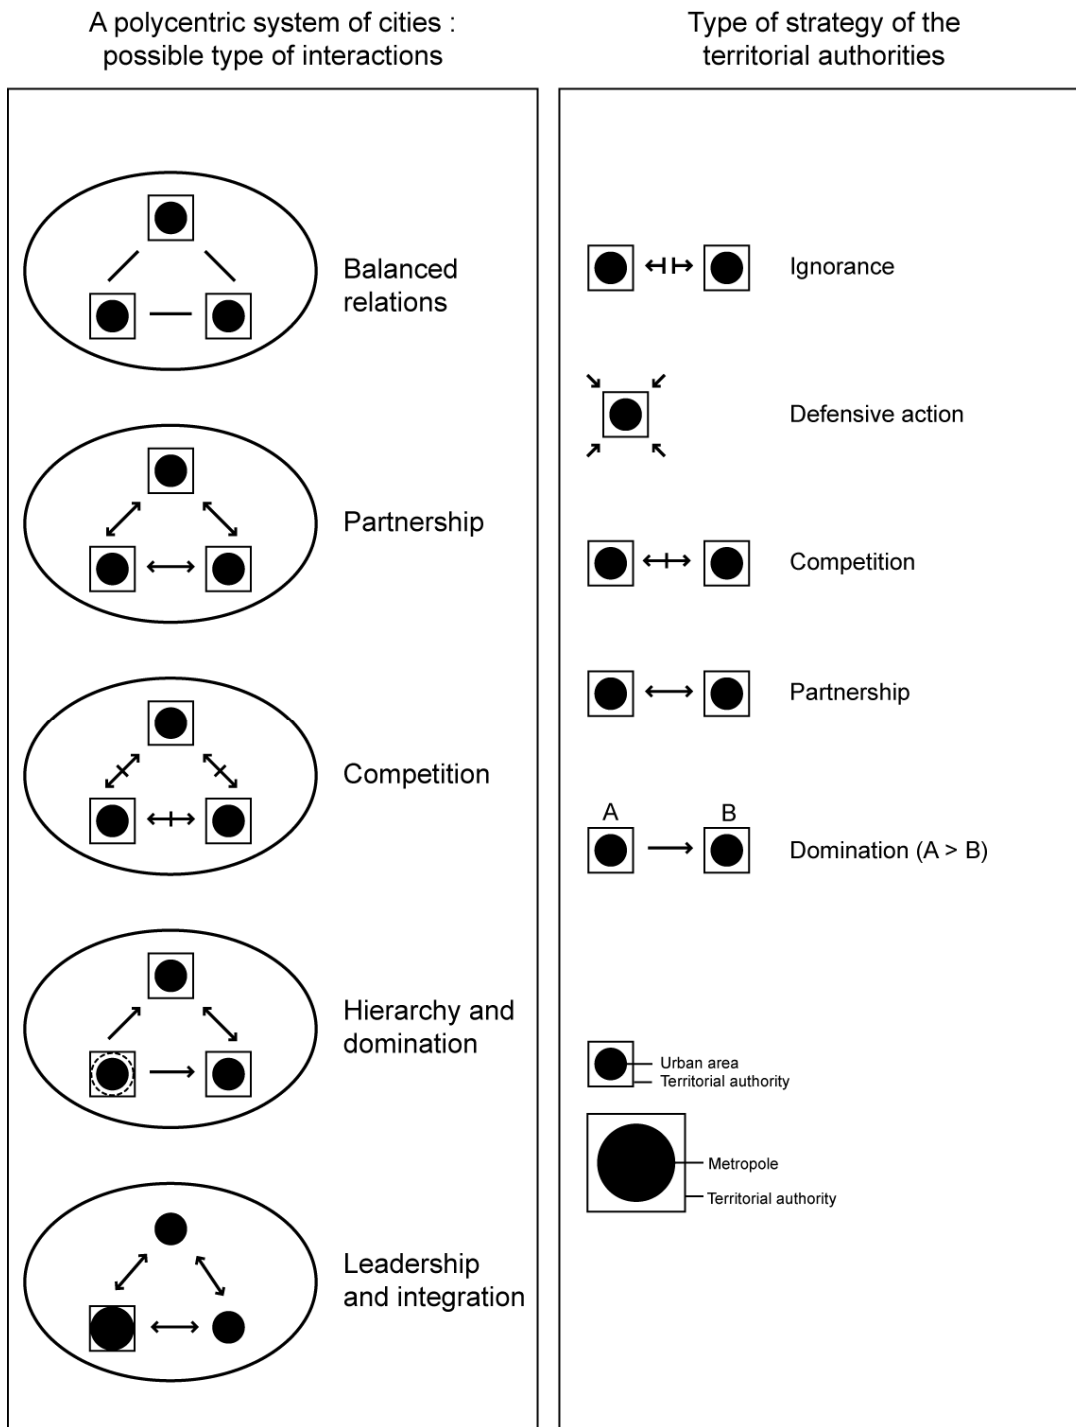 A polycentric system of cities :
possible type of interactions
Balanced
relations
Partnership
Competition
Hierarchy and
domination
Leadership
and integration
Type of strategy of the
territorial authorities
Ignorance
Defensive action
Competition
Partnership
A B
Domination (A > B)
Urban area
Territorial authority
Metropole
Territorial authority